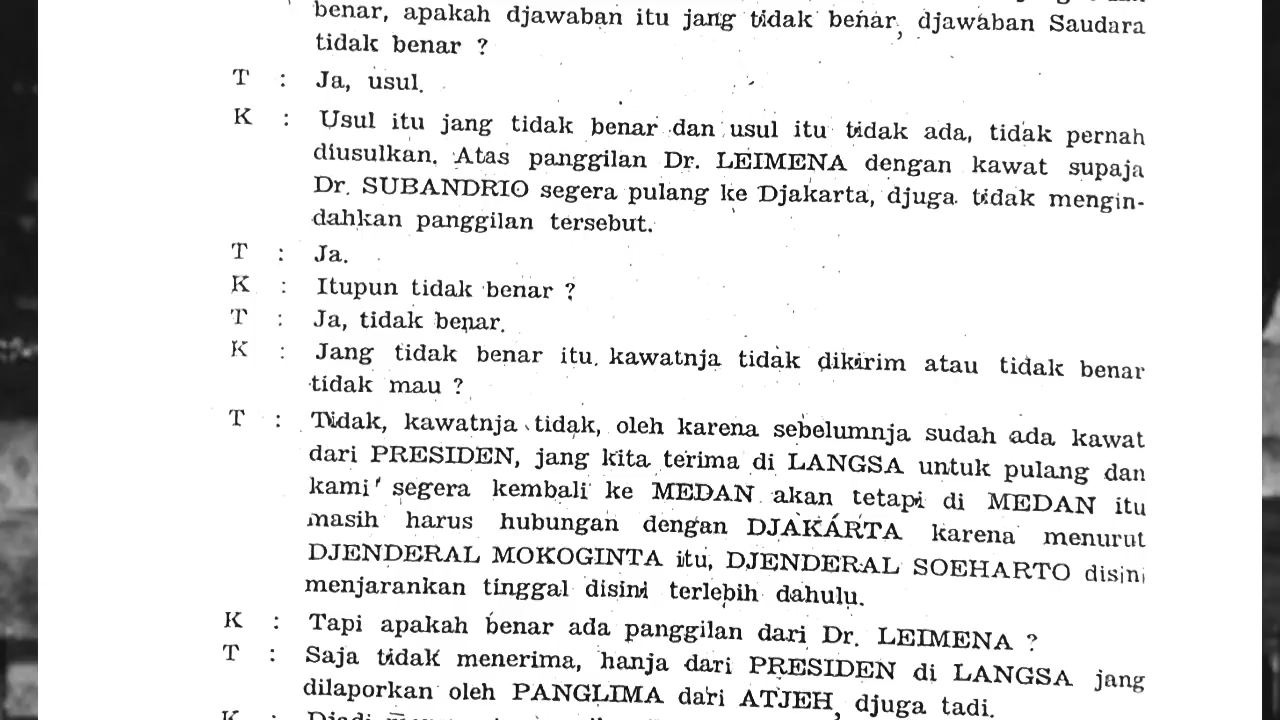 benar, apakah djawaban itu jang tidak benar, djawaban Saudara
tidak benar ?
T : Ja, usul.
K : Usul itu jang tidak benar dan usul itu tidak ada, tidak pernah
diusulkan. Atas panggilan Dr. LEIMENA dengan kawat supaja
Dr. SUBANDRIO segera pulang ke Djakarta, djuga tidak mengin-
dahkan panggilan tersebut.
T : Ja.
K : Itupun tidak benar ?
T : Ja, tidak benar.
K : Jang tidak benar itu. kawatnja tidak dikirim atau tidak benar
tidak mau ?
T : Tidak, kawatnja tidak, oleh karena sebelumnja sudah ada kawat
dari PRESIDEN, jang kita terima di LANGSA untuk pulang dan
kami segera kembali ke MEDAN akan tetapi di MEDAN itu
masih harus hubungan dengan DJAKARTA karena menurut
DJENDERAL MOKOGINTA itu, DJENDERAL SOEHARTO disini
menjarankan tinggal disini terlebih dahulu.
K : Tapi apakah benar ada panggilan dari Dr. LEIMENA ?
T : Saja tidak menerima, hanja dari PRESIDEN di LANGSA jang
dilaporkan oleh PANGLIMA dari ATJEH, djuga tadi.
K :